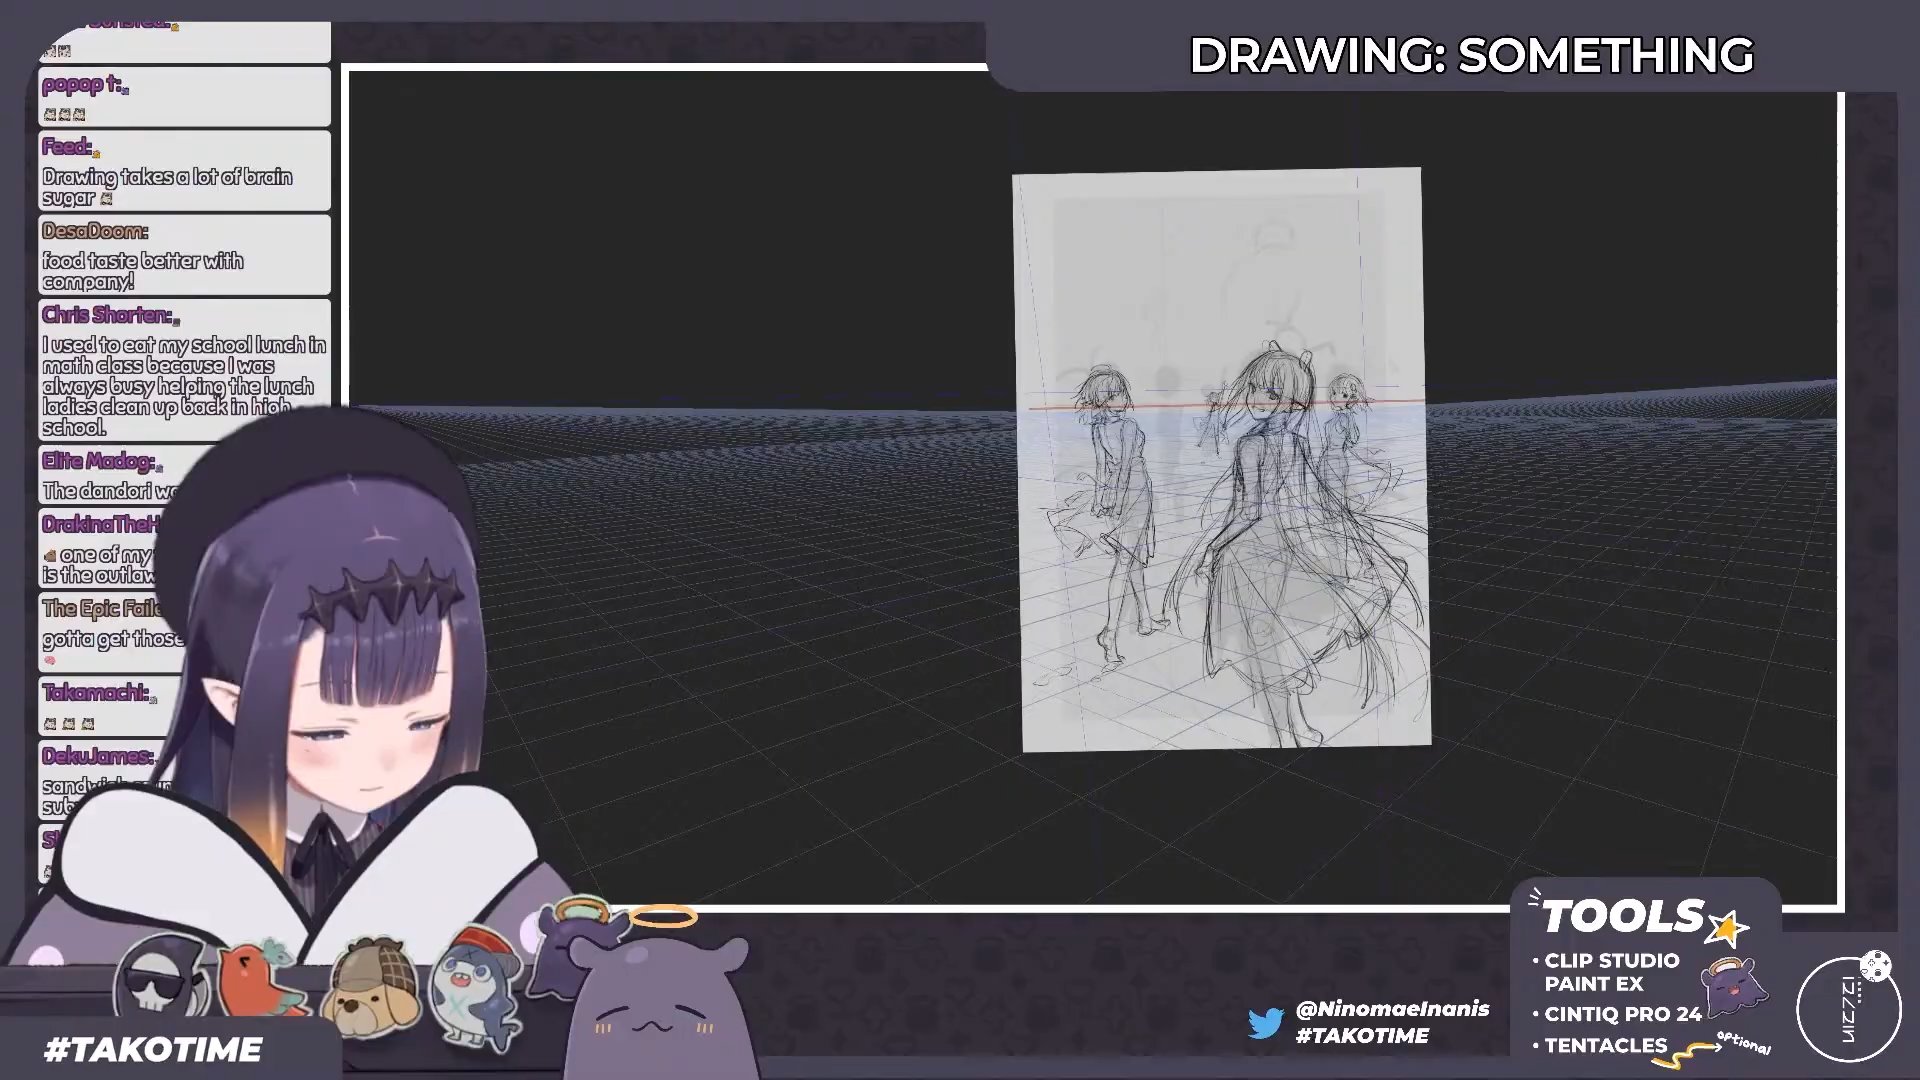 DRAWING: SOMETHING
popop t:
Feed:
Drawing takes a lot of brain
sugar
DesaDoom:
food taste better with
company!
Chris Shorten:
I used to eat my school lunch in
math class because I was
always busy helping the lunch
ladies clean up back in high
school.
Elite Madog:
The dandori
one of my
is the outlaw
The Epic
gotta get those
Takamachi:
DekuJames:
#TAKOTIME
@NinomaeInanis
#TAKOTIME
TOOLS
• CLIP STUDIO
PAINT EX
• CINTIQ PRO 24
• TENTACLES
optional